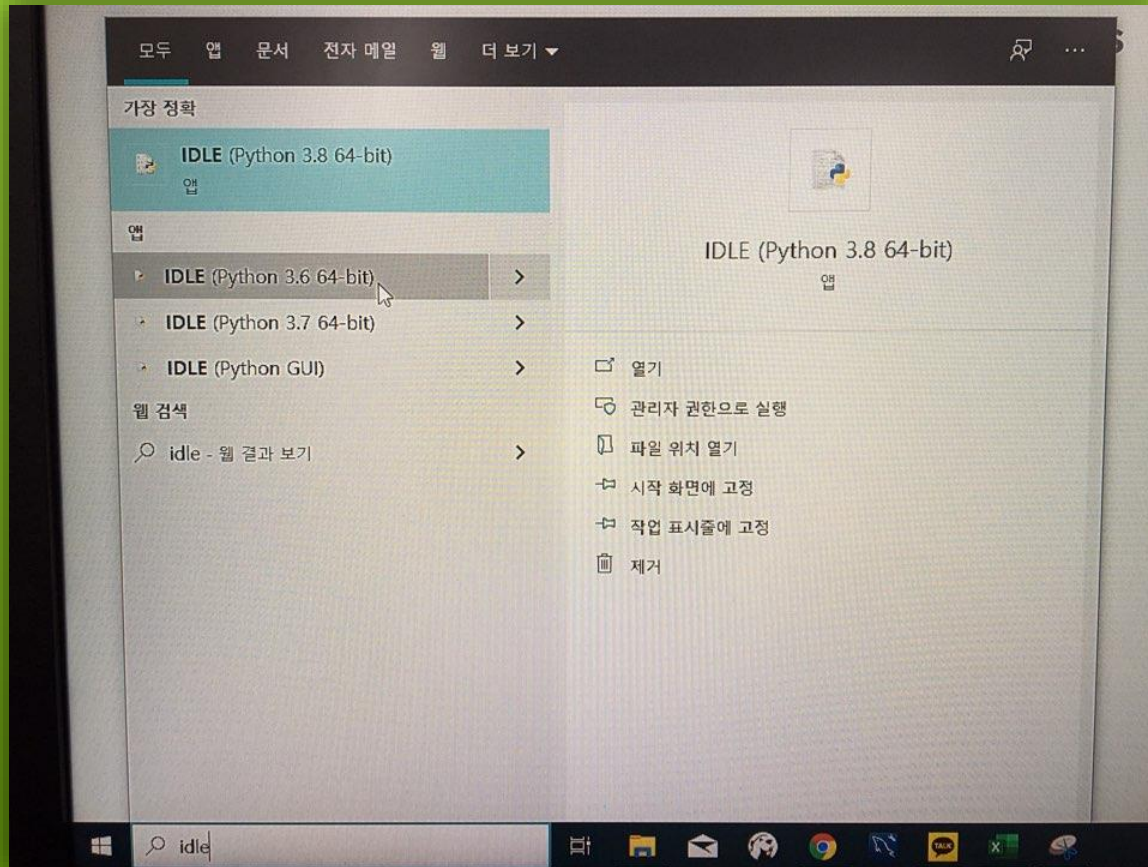 모두 앱 문서 전자 메일 웹 더 보기
가장 정확
IDLE (Python 3.8 64-bit)
앱
앱
IDLE (Python 3.6 64-bit)
IDLE (Python 3.7 64-bit)
IDLE (Python GUI)
웹 검색
idle - 웹 결과 보기
IDLE (Python 3.8 64-bit)
앱
열기
관리자 권한으로 실행
파일 위치 열기
시작 화면에 고정
작업 표시줄에 고정
제거
idle
TALK